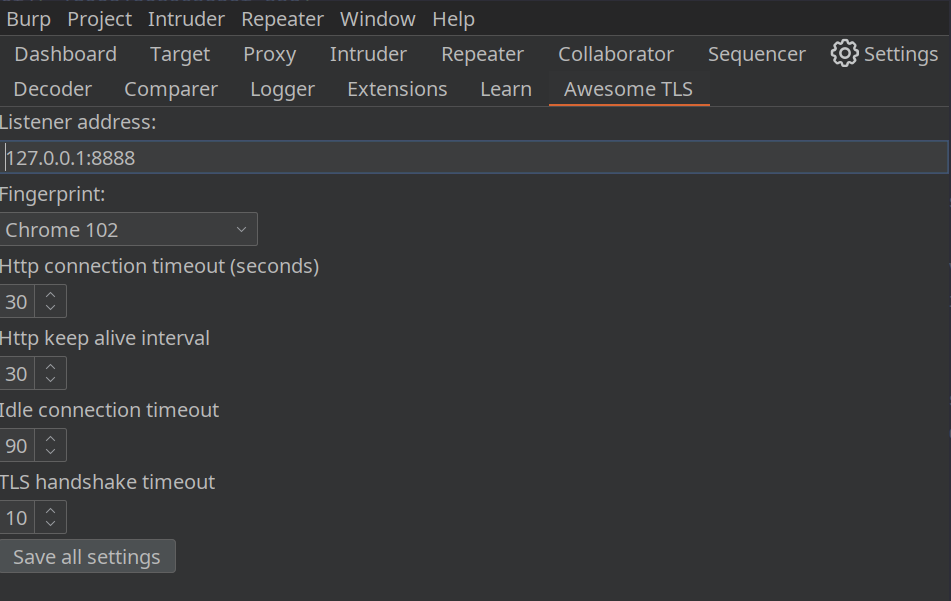 Burp Project Intruder Repeater Window Help
Dashboard Target Proxy Intruder Repeater Collaborator Sequencer Settings
Decoder Comparer Logger Extensions Learn Awesome TLS
Listener address:
127.0.0.1:8888
Fingerprint:
Chrome 102
Http connection timeout (seconds)
30
Http keep alive interval
30
Idle connection timeout
90
TLS handshake timeout
10
Save all settings